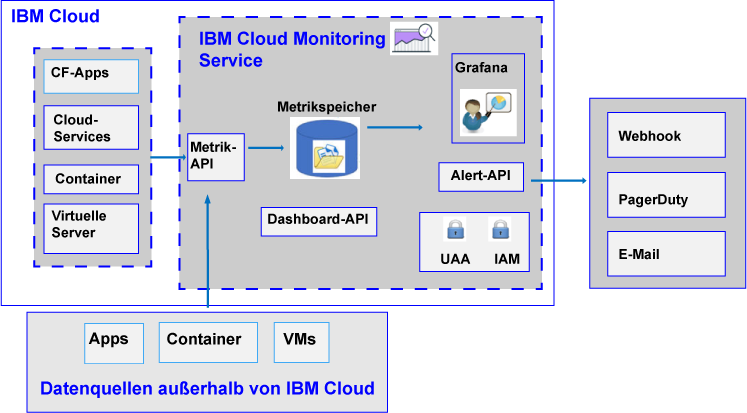 IBM Cloud
CF-Apps
Cloud-
Services
Container
Virtuelle
Server
IBM Cloud Monitoring
Service
Metrik-
API
Metrikspeicher
Grafana
Dashboard-API
Alert-API
UAA IAM
Webhook
PagerDuty
E-Mail
Apps
Container
VMs
Datenquellen außerhalb von IBM Cloud